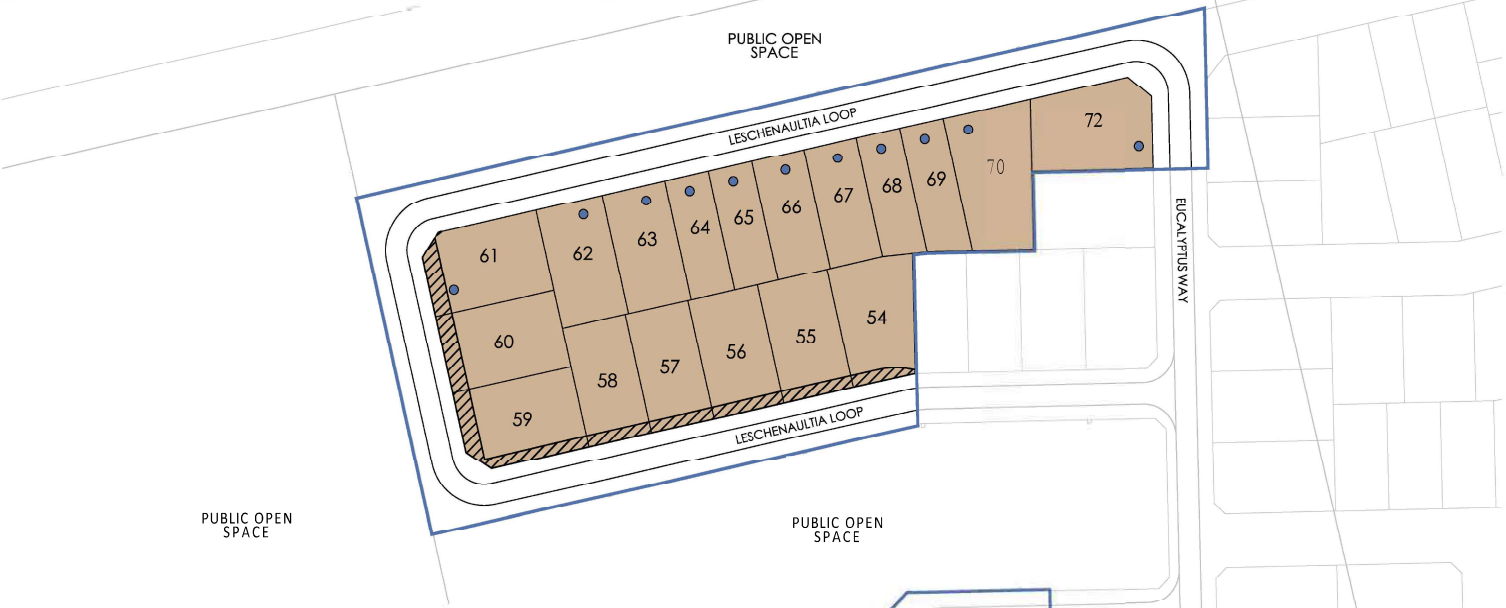 PUBLIC OPEN
SPACE
LESCHENAULTIA LOOP
72
70
69
68
67
66
65
64
63
62
61
60
59
58
57
56
55
54
EUCALYPTUS WAY
LESCHENAULTIA LOOP
PUBLIC OPEN
SPACE
PUBLIC OPEN
SPACE